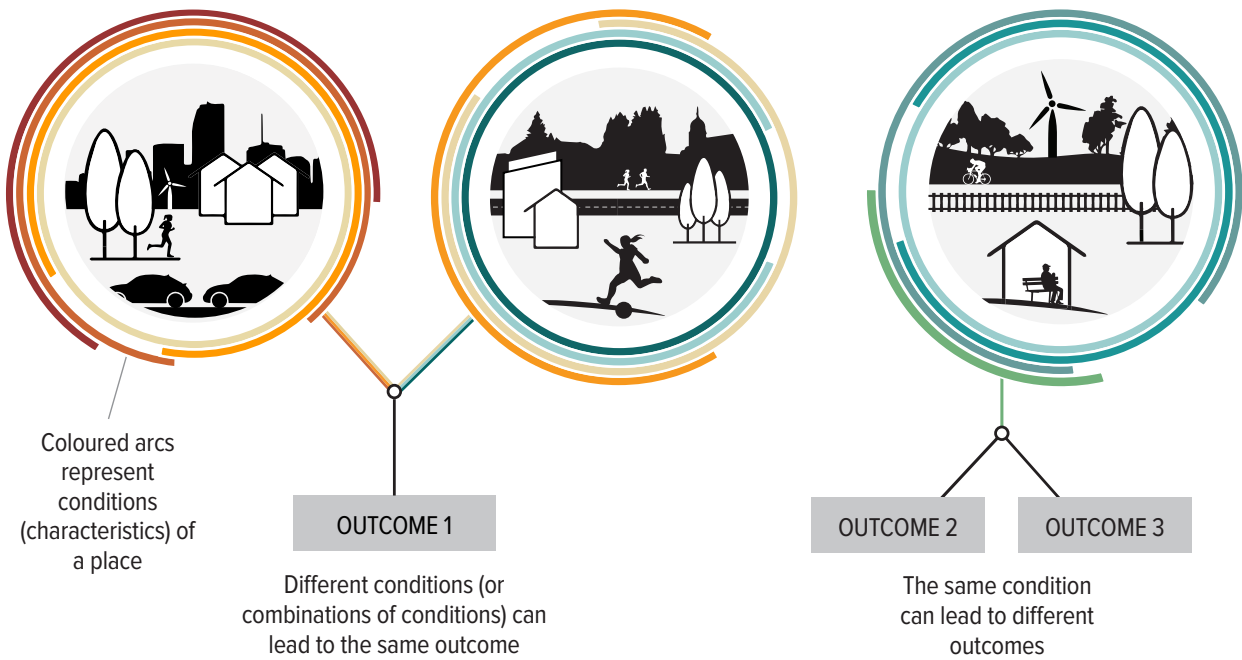 Coloured arcs
represent
conditions
(characteristics) of
a place
OUTCOME 1
Different conditions (or
combinations of conditions) can
lead to the same outcome
OUTCOME 2
OUTCOME 3
The same condition
can lead to different
outcomes